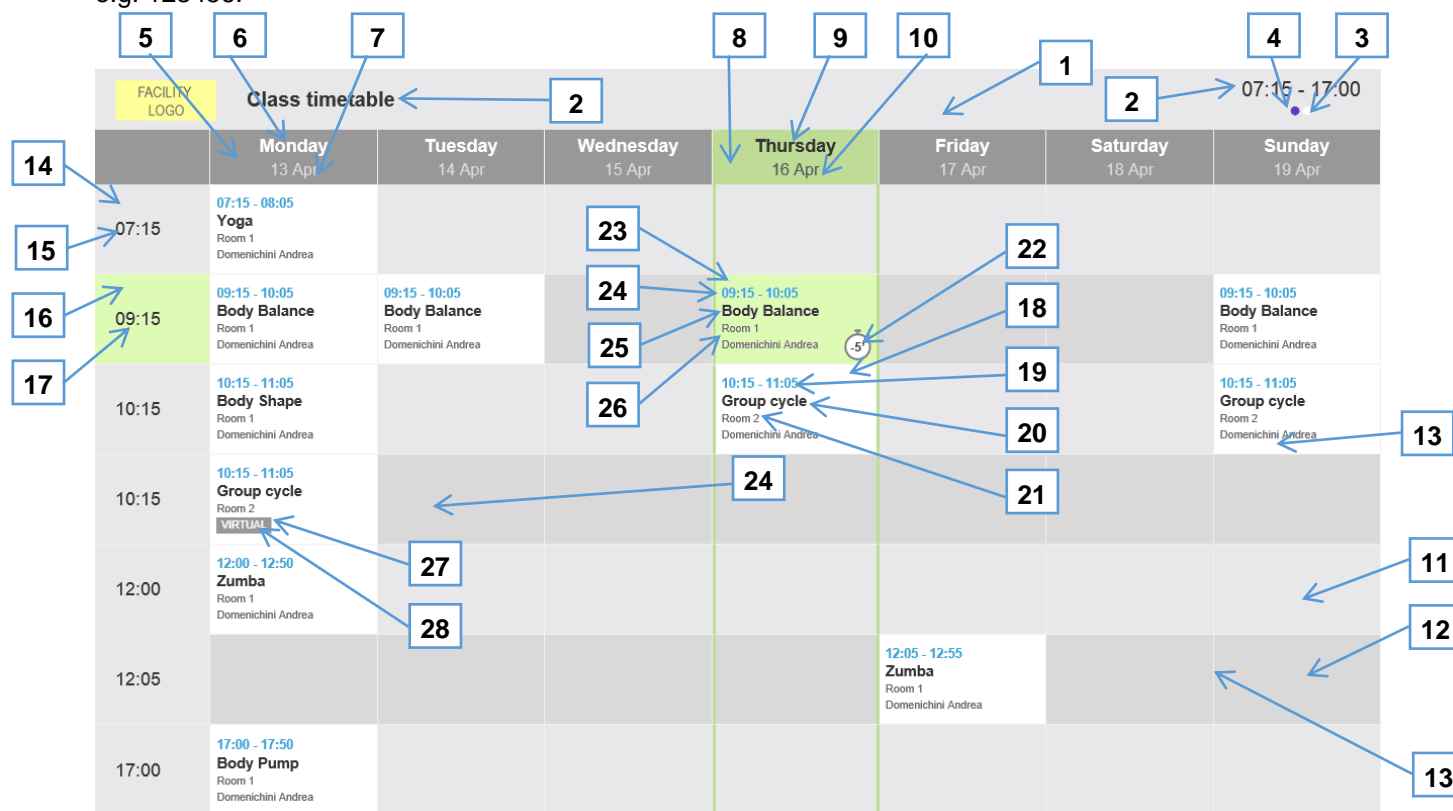 5 6 7 8 9 10 4 3
1
FACILITY
LOGO
Class timetable
2
2
07:15 - 17:00
Monday Tuesday Wednesday Thursday Friday Saturday Sunday
13 Apr 14 Apr 15 Apr 16 Apr 17 Apr 18 Apr 19 Apr
14
07:15
15
07:15 - 08:05
Yoga
Room 1
Domenichini Andrea
23
22
16
09:15
17
09:15 - 10:05
Body Balance
Room 1
Domenichini Andrea
09:15 - 10:05
Body Balance
Room 1
Domenichini Andrea
24
25
26
09:15 - 10:05
Body Balance
Room 1
Domenichini Andrea
-5'
18
09:15 - 10:05
Body Balance
Room 1
Domenichini Andrea
10:15
10:15 - 11:05
Body Shape
Room 1
Domenichini Andrea
10:15 - 11:05
Group cycle
Room 2
Domenichini Andrea
19
20
21
10:15 - 11:05
Group cycle
Room 2
Domenichini Andrea
13
10:15
10:15 - 11:05
Group cycle
Room 2
VIRTUAL
24
27
28
11
12:00
12:00 - 12:50
Zumba
Room 1
Domenichini Andrea
12
12:05
12:05 - 12:55
Zumba
Room 1
Domenichini Andrea
13
17:00
17:00 - 17:50
Body Pump
Room 1
Domenichini Andrea